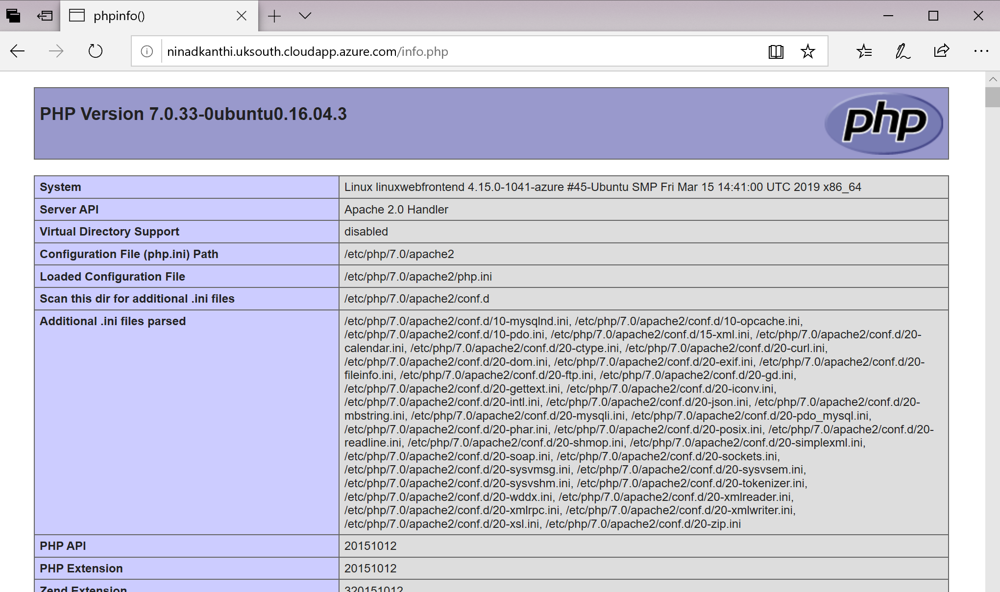 phpinfo()
ninadkanthi.uksouth.cloudapp.azure.com/info.php
PHP Version 7.0.33-0ubuntu0.16.04.3
php
System Linux linuxwebfrontend 4.15.0-1041-azure #45-Ubuntu SMP Fri Mar 15 14:41:00 UTC 2019 x86_64
Server API Apache 2.0 Handler
Virtual Directory Support disabled
Configuration File (php.ini) Path /etc/php/7.0/apache2
Loaded Configuration File /etc/php/7.0/apache2/php.ini
Scan this dir for additional .ini files /etc/php/7.0/apache2/conf.d
Additional .ini files parsed /etc/php/7.0/apache2/conf.d/10-mysqlnd.ini, /etc/php/7.0/apache2/conf.d/10-opcache.ini,
/etc/php/7.0/apache2/conf.d/10-pdo.ini, /etc/php/7.0/apache2/conf.d/15-xml.ini, /etc/php/7.0/apache2/conf.d/20-
calendar.ini, /etc/php/7.0/apache2/conf.d/20-ctype.ini, /etc/php/7.0/apache2/conf.d/20-curl.ini,
/etc/php/7.0/apache2/conf.d/20-dom.ini, /etc/php/7.0/apache2/conf.d/20-exif.ini, /etc/php/7.0/apache2/conf.d/20-
fileinfo.ini, /etc/php/7.0/apache2/conf.d/20-ftp.ini, /etc/php/7.0/apache2/conf.d/20-gd.ini,
/etc/php/7.0/apache2/conf.d/20-gettext.ini, /etc/php/7.0/apache2/conf.d/20-iconv.ini,
/etc/php/7.0/apache2/conf.d/20-intl.ini, /etc/php/7.0/apache2/conf.d/20-json.ini, /etc/php/7.0/apache2/conf.d/20-
mbstring.ini, /etc/php/7.0/apache2/conf.d/20-mysqli.ini, /etc/php/7.0/apache2/conf.d/20-pdo_mysql.ini,
/etc/php/7.0/apache2/conf.d/20-phar.ini, /etc/php/7.0/apache2/conf.d/20-posix.ini, /etc/php/7.0/apache2/conf.d/20-
readline.ini, /etc/php/7.0/apache2/conf.d/20-shmop.ini, /etc/php/7.0/apache2/conf.d/20-simplexml.ini,
/etc/php/7.0/apache2/conf.d/20-soap.ini, /etc/php/7.0/apache2/conf.d/20-sockets.ini,
/etc/php/7.0/apache2/conf.d/20-sysvmsg.ini, /etc/php/7.0/apache2/conf.d/20-sysvsem.ini,
/etc/php/7.0/apache2/conf.d/20-sysvshm.ini, /etc/php/7.0/apache2/conf.d/20-tokenizer.ini,
/etc/php/7.0/apache2/conf.d/20-wddx.ini, /etc/php/7.0/apache2/conf.d/20-xmlreader.ini,
/etc/php/7.0/apache2/conf.d/20-xmlrpc.ini, /etc/php/7.0/apache2/conf.d/20-xmlwriter.ini,
/etc/php/7.0/apache2/conf.d/20-xsl.ini, /etc/php/7.0/apache2/conf.d/20-zip.ini
PHP API 20151012
PHP Extension 20151012
Zend Extension 320151012